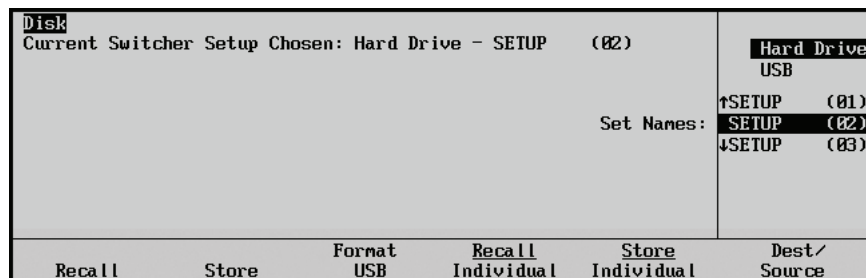 Disk
Current Switcher Setup Chosen: Hard Drive - SETUP (02)
Hard Drive
USB
↑SETUP (01)
Set Names: SETUP (02)
↓SETUP (03)
Recall Store Format USB Recall Individual Store Individual Dest/ Source